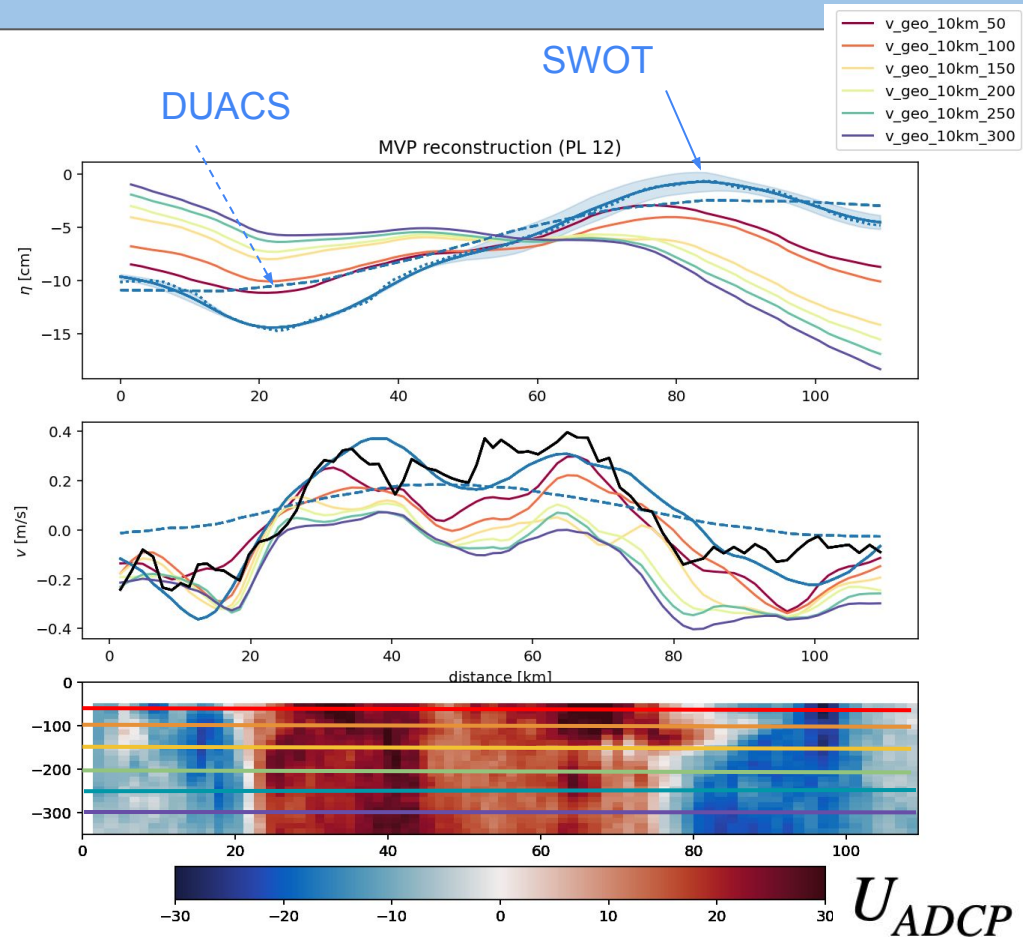 v_geo_10km_50
v_geo_10km_100
v_geo_10km_150
v_geo_10km_200
v_geo_10km_250
v_geo_10km_300
SWOT
DUACS
MVP reconstruction (PL 12)
0
−5
−10
−15
η [cm]
0 20 40 60 80 100
0.4
0.2
0.0
−0.2
−0.4
v [m/s]
0 20 40 60 80 100
distance [km]
0
−100
−200
−300
0 20 40 60 80 100
−30 −20 −10 0 10 20 30
U_ADCP